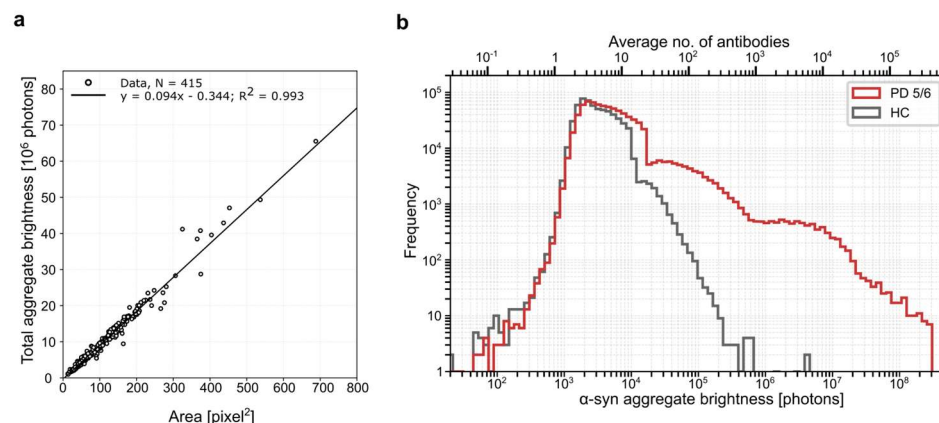 a
Data, N = 415
y = 0.094x - 0.344; R²  = 0.993
Total aggregate brightness [10⁶ photons]
80
70
60
50
40
30
20
10
0
0 100 200 300 400 500 600 700 800
Area [pixel²]
b
Average no. of antibodies
10⁻¹ 1 10 10² 10³ 10⁴ 10⁵
PD 5/6
HC
Frequency
10⁵
10⁴
10³
10²
10
1
10² 10³ 10⁴ 10⁵ 10⁶ 10⁷ 10⁸
α-syn aggregate brightness [photons]